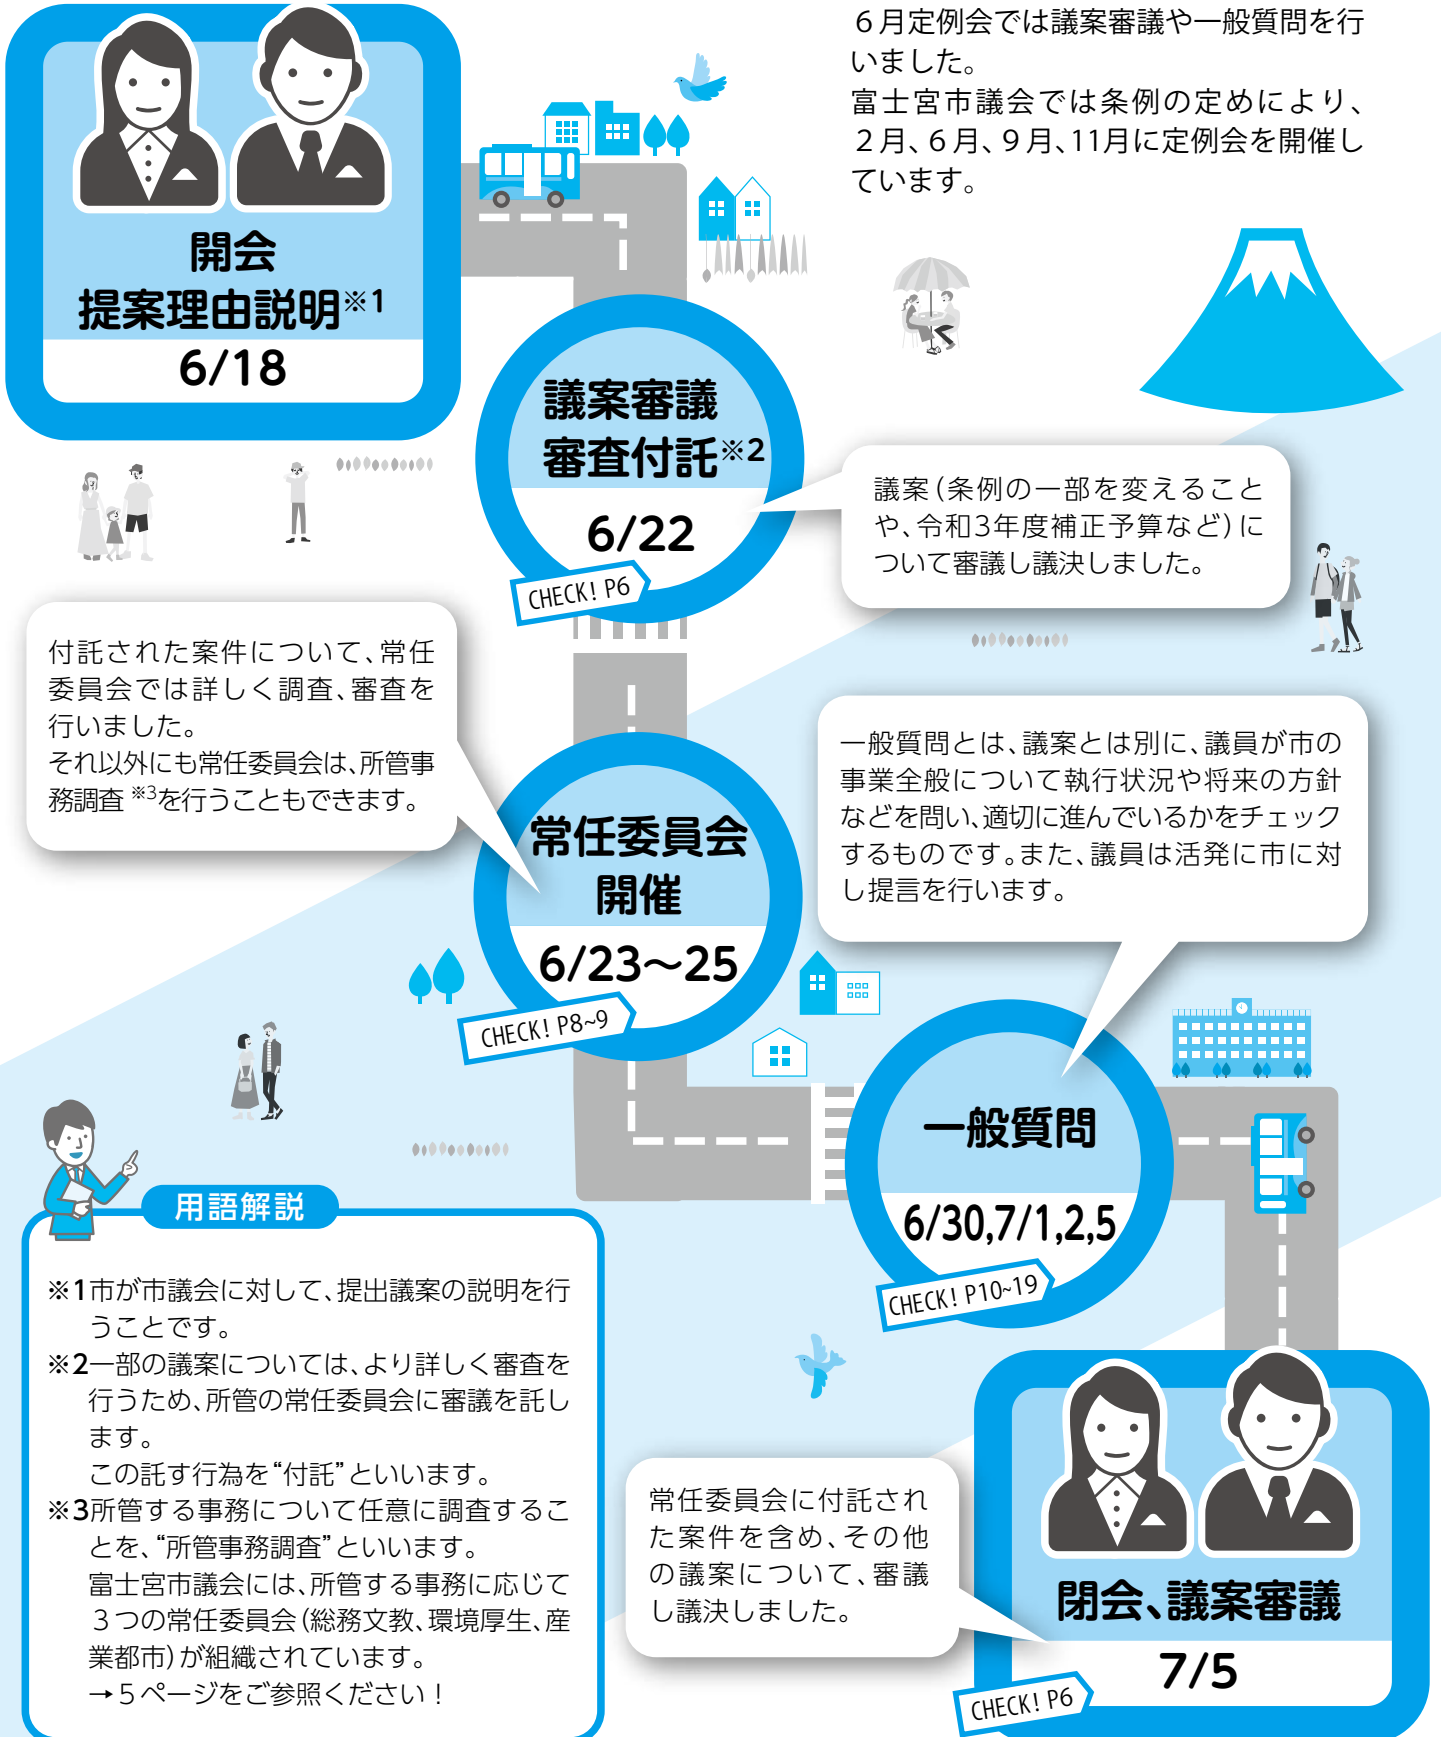 ６月定例会では議案審議や一般質問を行
いました。
富士宮市議会では条例の定めにより、
２月、６月、９月、11月に定例会を開催し
ています。
開会
提案理由説明※1
6/18
議案審議
審査付託※2
6/22
CHECK! P6
議案（条例の一部を変えること
や、令和3年度補正予算など）に
ついて審議し議決しました。
付託された案件について、常任
委員会では詳しく調査、審査を
行いました。
それ以外にも常任委員会は、所管事
務調査※3を行うこともできます。
常任委員会
開催
6/23～25
CHECK! P8~9
一般質問とは、議案とは別に、議員が市の
事業全般について執行状況や将来の方針
などを問い、適切に進んでいるかをチェック
するものです。また、議員は活発に市に対
し提言を行います。
一般質問
6/30,7/1,2,5
CHECK! P10~19
用語解説
※1市が市議会に対して、提出議案の説明を行
うことです。
※2一部の議案については、より詳しく審査を
行うため、所管の常任委員会に審議を託し
ます。
この託す行為を“付託”といいます。
※3所管する事務について任意に調査するこ
とを、“所管事務調査”といいます。
富士宮市議会には、所管する事務に応じて
３つの常任委員会（総務文教、環境厚生、産
業都市）が組織されています。
→５ページをご参照ください！
常任委員会に付託され
た案件を含め、その他
の議案について、審議
し議決しました。
閉会、議案審議
7/5
CHECK! P6